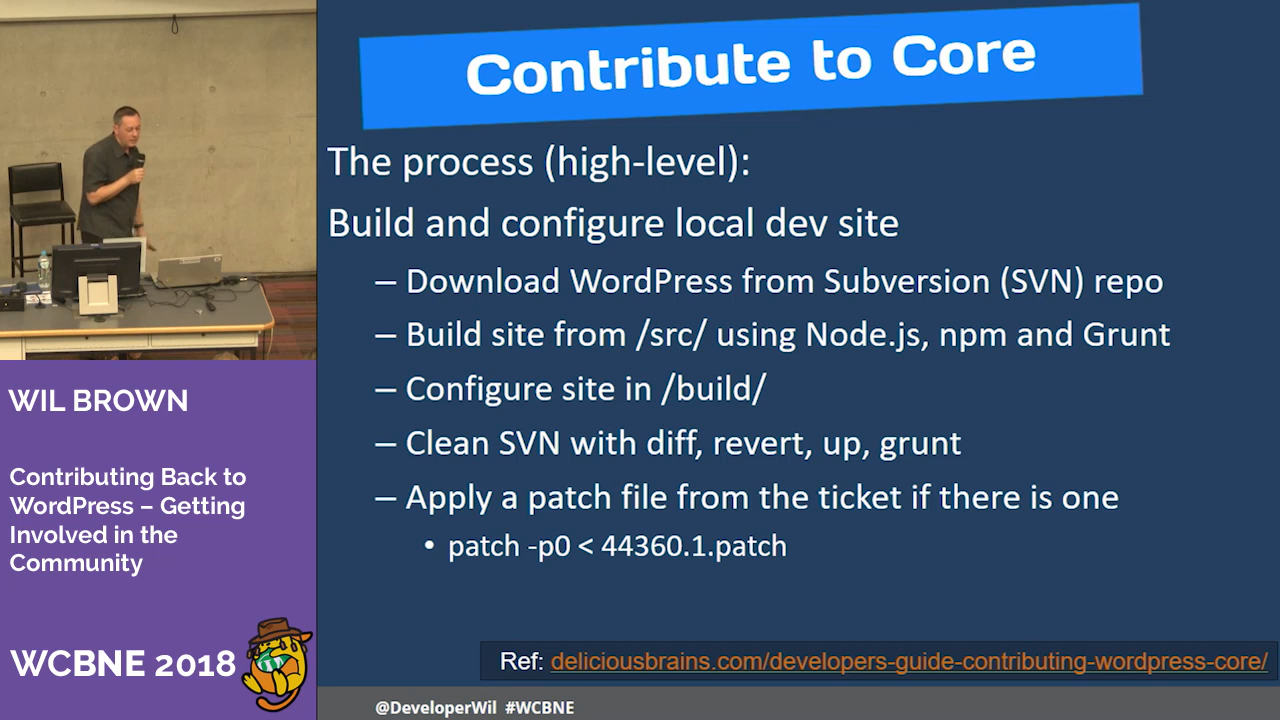 Contribute to Core
The process (high-level):
Build and configure local dev site
– Download WordPress from Subversion (SVN) repo
– Build site from /src/ using Node.js, npm and Grunt
– Configure site in /build/
– Clean SVN with diff, revert, up, grunt
– Apply a patch file from the ticket if there is one
• patch -p0 < 44360.1.patch
Ref: deliciousbrains.com/developers-guide-contributing-wordpress-core/
@DeveloperWil #WCBNE
WIL BROWN
Contributing Back to
WordPress – Getting
Involved in the
Community
WCBNE 2018